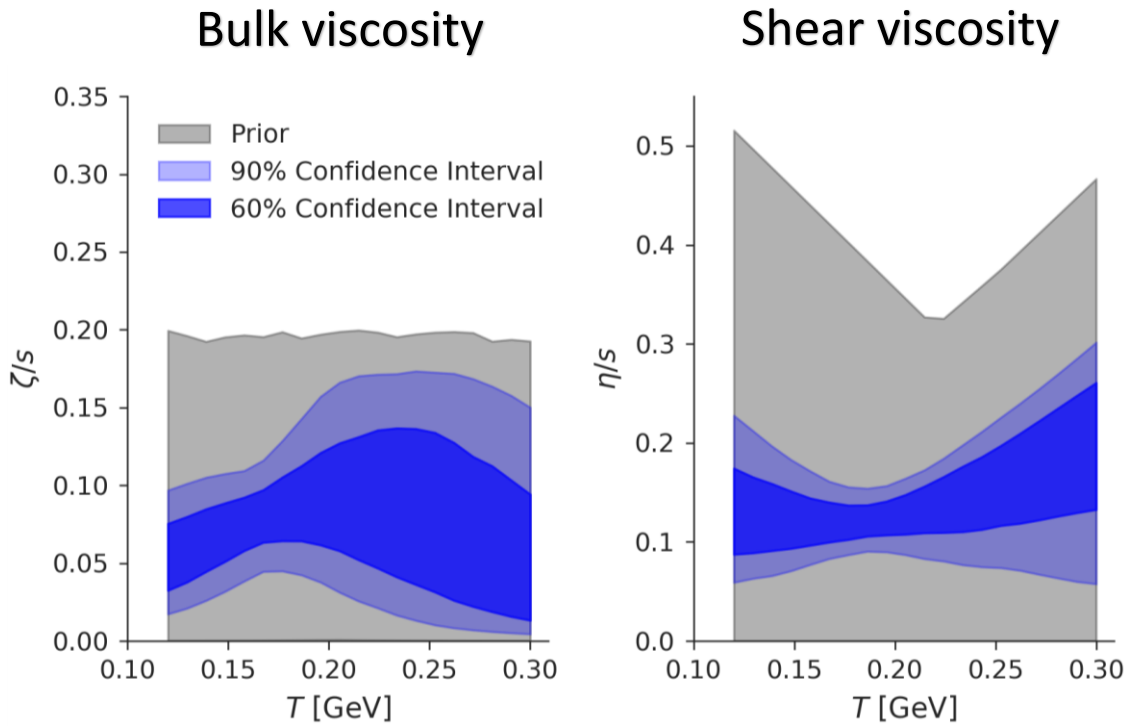 Bulk viscosity
0.35
0.30
0.25
0.20
0.15
0.10
0.05
0.00
ζ/s
Prior
90% Confidence Interval
60% Confidence Interval
0.10 0.15 0.20 0.25 0.30
T [GeV]
Shear viscosity
0.5
0.4
0.3
0.2
0.1
0.0
η/s
0.10 0.15 0.20 0.25 0.30
T [GeV]